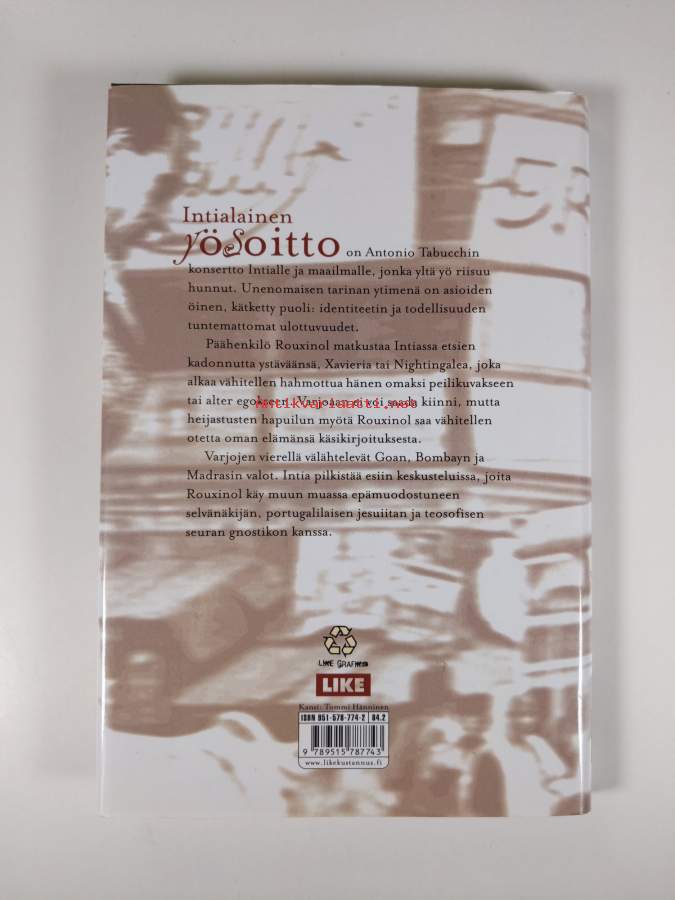 Intialainen
yösoitto on Antonio Tabucchin
konsertto Intialle ja maailmalle, jonka yltä yö riisuu
hunnut. Unenomaisen tarinan ytimenä on asioiden
öinen, kätketty puoli: identiteetin ja todellisuuden
tuntemattomat ulottuvuudet.
Päähenkilö Rouxinol matkustaa Intiassa etsien
kadonnutta ystäväänsä, Xavieria tai Nightingalea, joka
alkaa vähitellen hahmottua hänen omaksi peilikuvakseen
tai alter egokseen. Varjoaan ei voi saada kiinni, mutta
antikvariaatti.net
heijastusten hapuilun myötä Rouxinol saa vähitellen
otetta oman elämänsä käsikirjoituksesta.
Varjojen vierellä välähtelevät Goan, Bombayn ja
Madrasin valot. Intia pilkistää esiin keskusteluissa, joita
Rouxinol käy muun muassa epämuodostuneen
selvänäkijän, portugalilaisen jesuiitan ja teosofisen
seuran gnostikon kanssa.
5R
LIKE
LIKE
Kansi: Tommi Hänninen
ISBN 951-578-774-2 84.2
9 789515 787743
www.likekustannus.fi